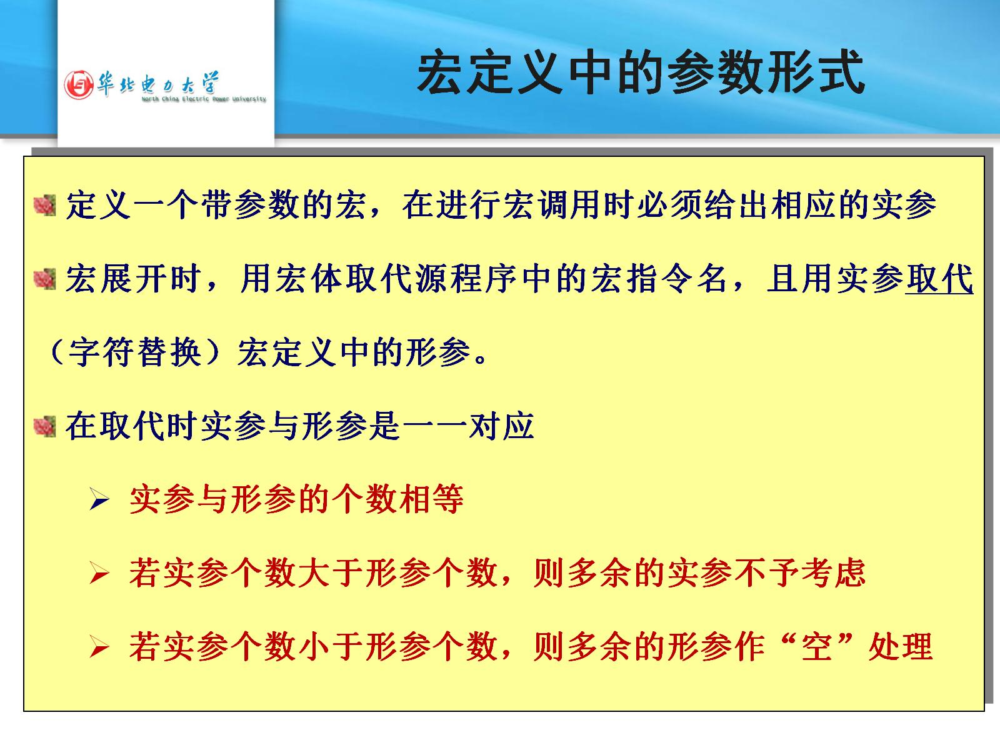 华北电力大学
North China Electric Power University
宏定义中的参数形式
定义一个带参数的宏，在进行宏调用时必须给出相应的实参
宏展开时，用宏体取代源程序中的宏指令名，且用实参取代
（字符替换）宏定义中的形参。
在取代时实参与形参是一一对应
实参与形参的个数相等
若实参个数大于形参个数，则多余的实参不予考虑
若实参个数小于形参个数，则多余的形参作“空”处理